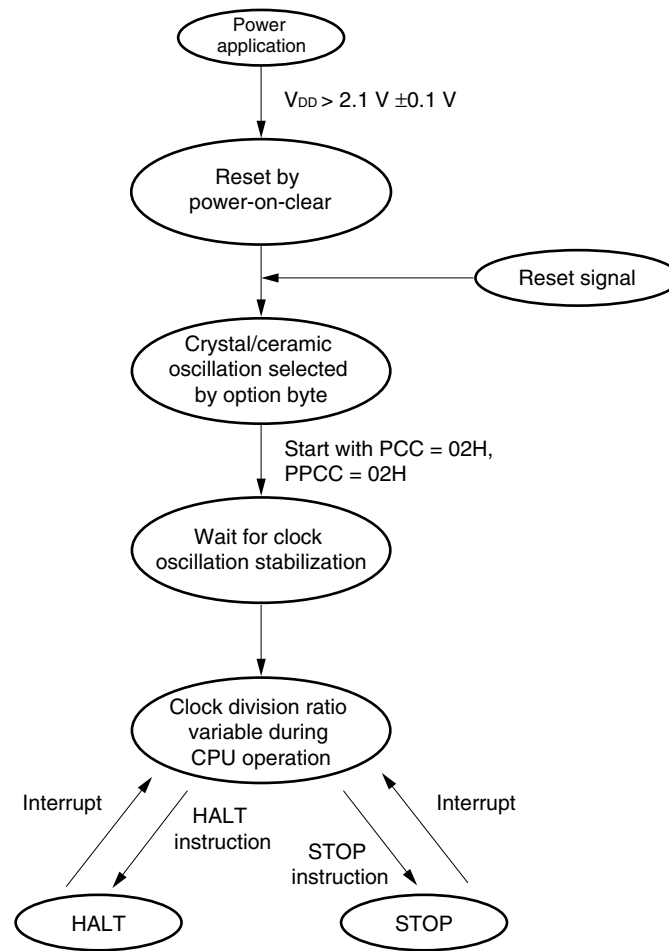 Power
application
VDD > 2.1 V ±0.1 V
Reset by
power-on-clear
Reset signal
Crystal/ceramic
oscillation selected
by option byte
Start with PCC = 02H,
PPCC = 02H
Wait for clock
oscillation stabilization
Clock division ratio
variable during
CPU operation
Interrupt
HALT
instruction
STOP
instruction
Interrupt
HALT
STOP